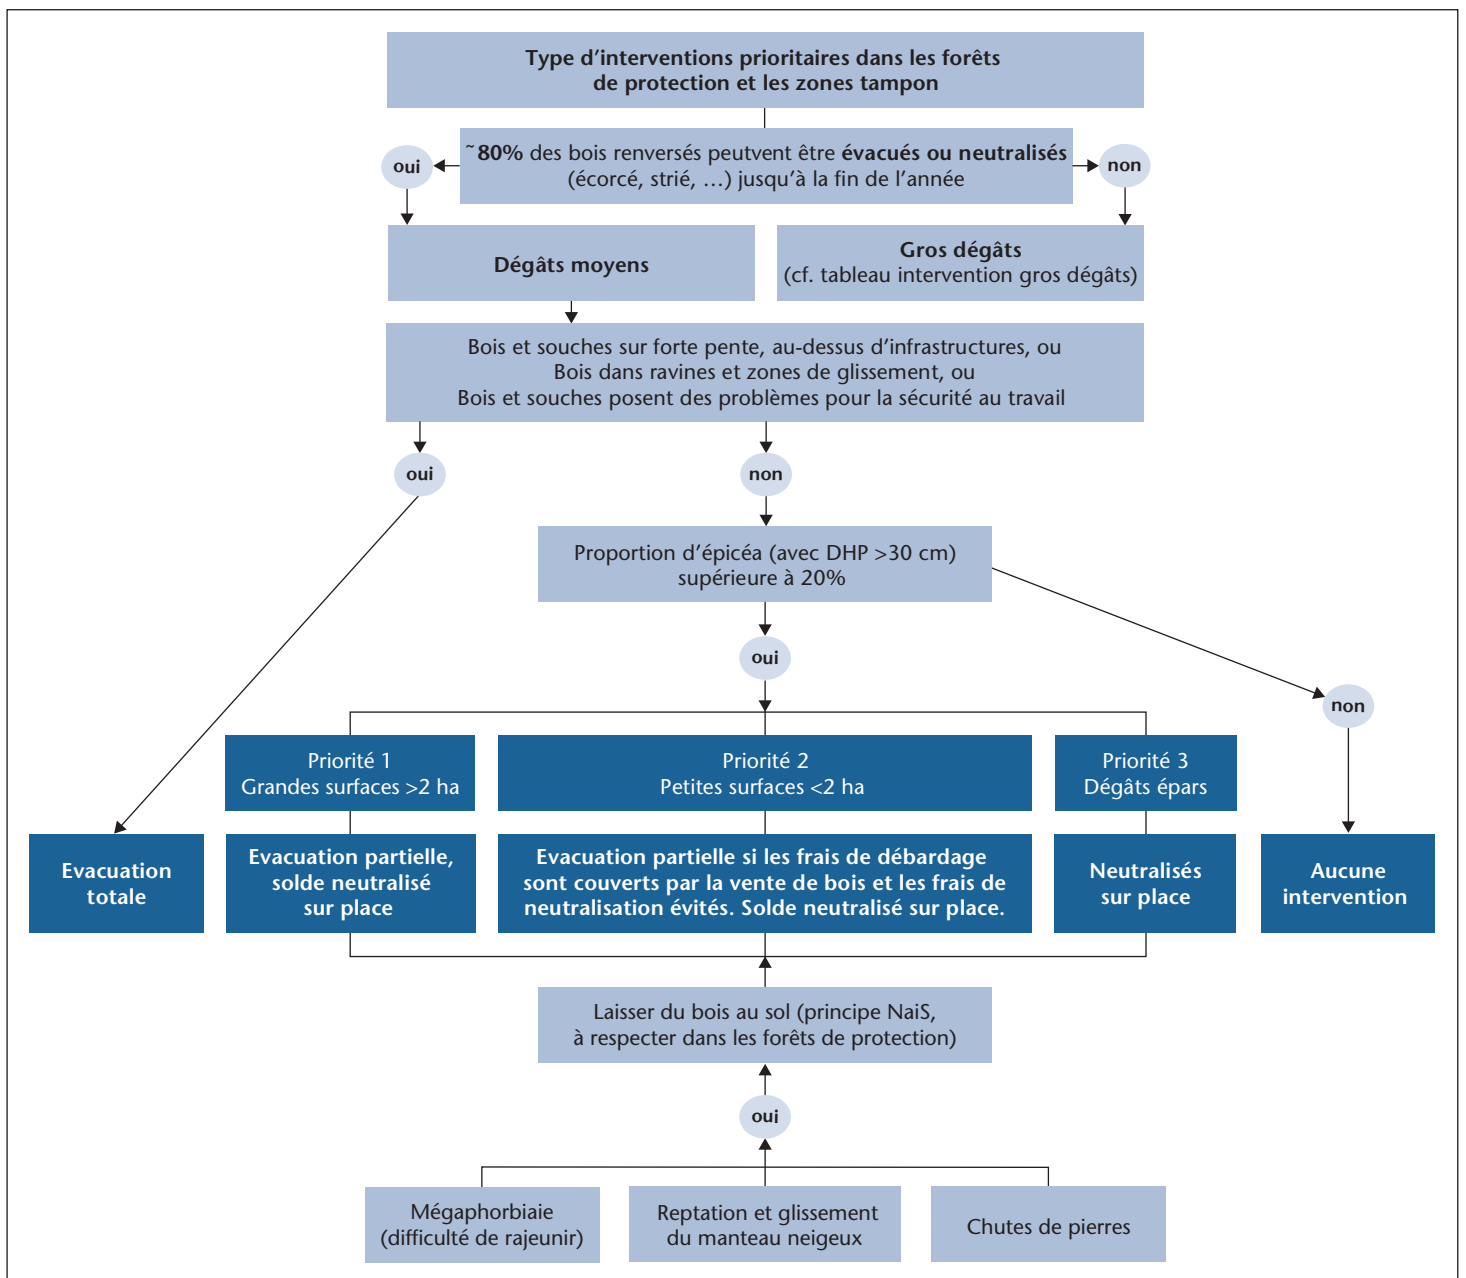 Type d’interventions prioritaires dans les forêts
de protection et les zones tampon
~80% des bois renversés peutvent être évacués ou neutralisés
(écorcé, strié, …) jusqu’à la fin de l’année
oui
non
Dégâts moyens
Gros dégâts
(cf. tableau intervention gros dégâts)
Bois et souches sur forte pente, au-dessus d’infrastructures, ou
Bois dans ravines et zones de glissement, ou
Bois et souches posent des problèmes pour la sécurité au travail
oui
non
Proportion d’épicéa (avec DHP >30 cm)
supérieure à 20%
oui
non
Priorité 1
Grandes surfaces >2 ha
Priorité 2
Petites surfaces <2 ha
Priorité 3
Dégâts épars
Evacuation
totale
Evacuation partielle,
solde neutralisé
sur place
Evacuation partielle si les frais de débardage
sont couverts par la vente de bois et les frais de
neutralisation évités. Solde neutralisé sur place.
Neutralisés
sur place
Aucune
intervention
Laisser du bois au sol (principe NaiS,
à respecter dans les forêts de protection)
oui
Mégaphorbiaie
(difficulté de rajeunir)
Reptation et glissement
du manteau neigeux
Chutes de pierres